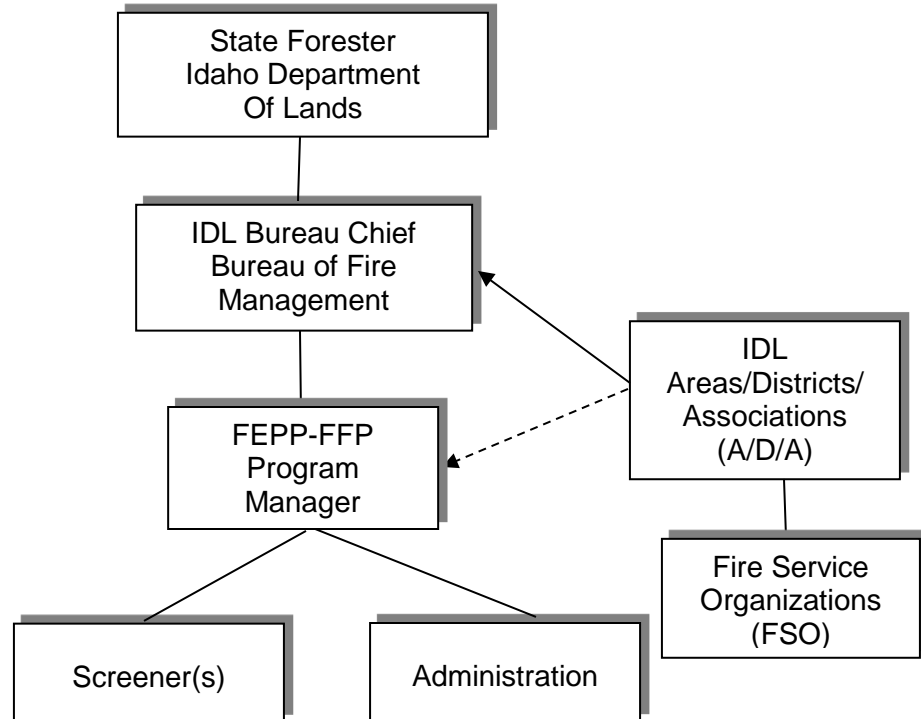 State Forester
Idaho Department
Of Lands
IDL Bureau Chief
Bureau of Fire
Management
IDL
Areas/Districts/
Associations
(A/D/A)
FEPP-FFP
Program
Manager
Fire Service
Organizations
(FSO)
Screener(s)
Administration